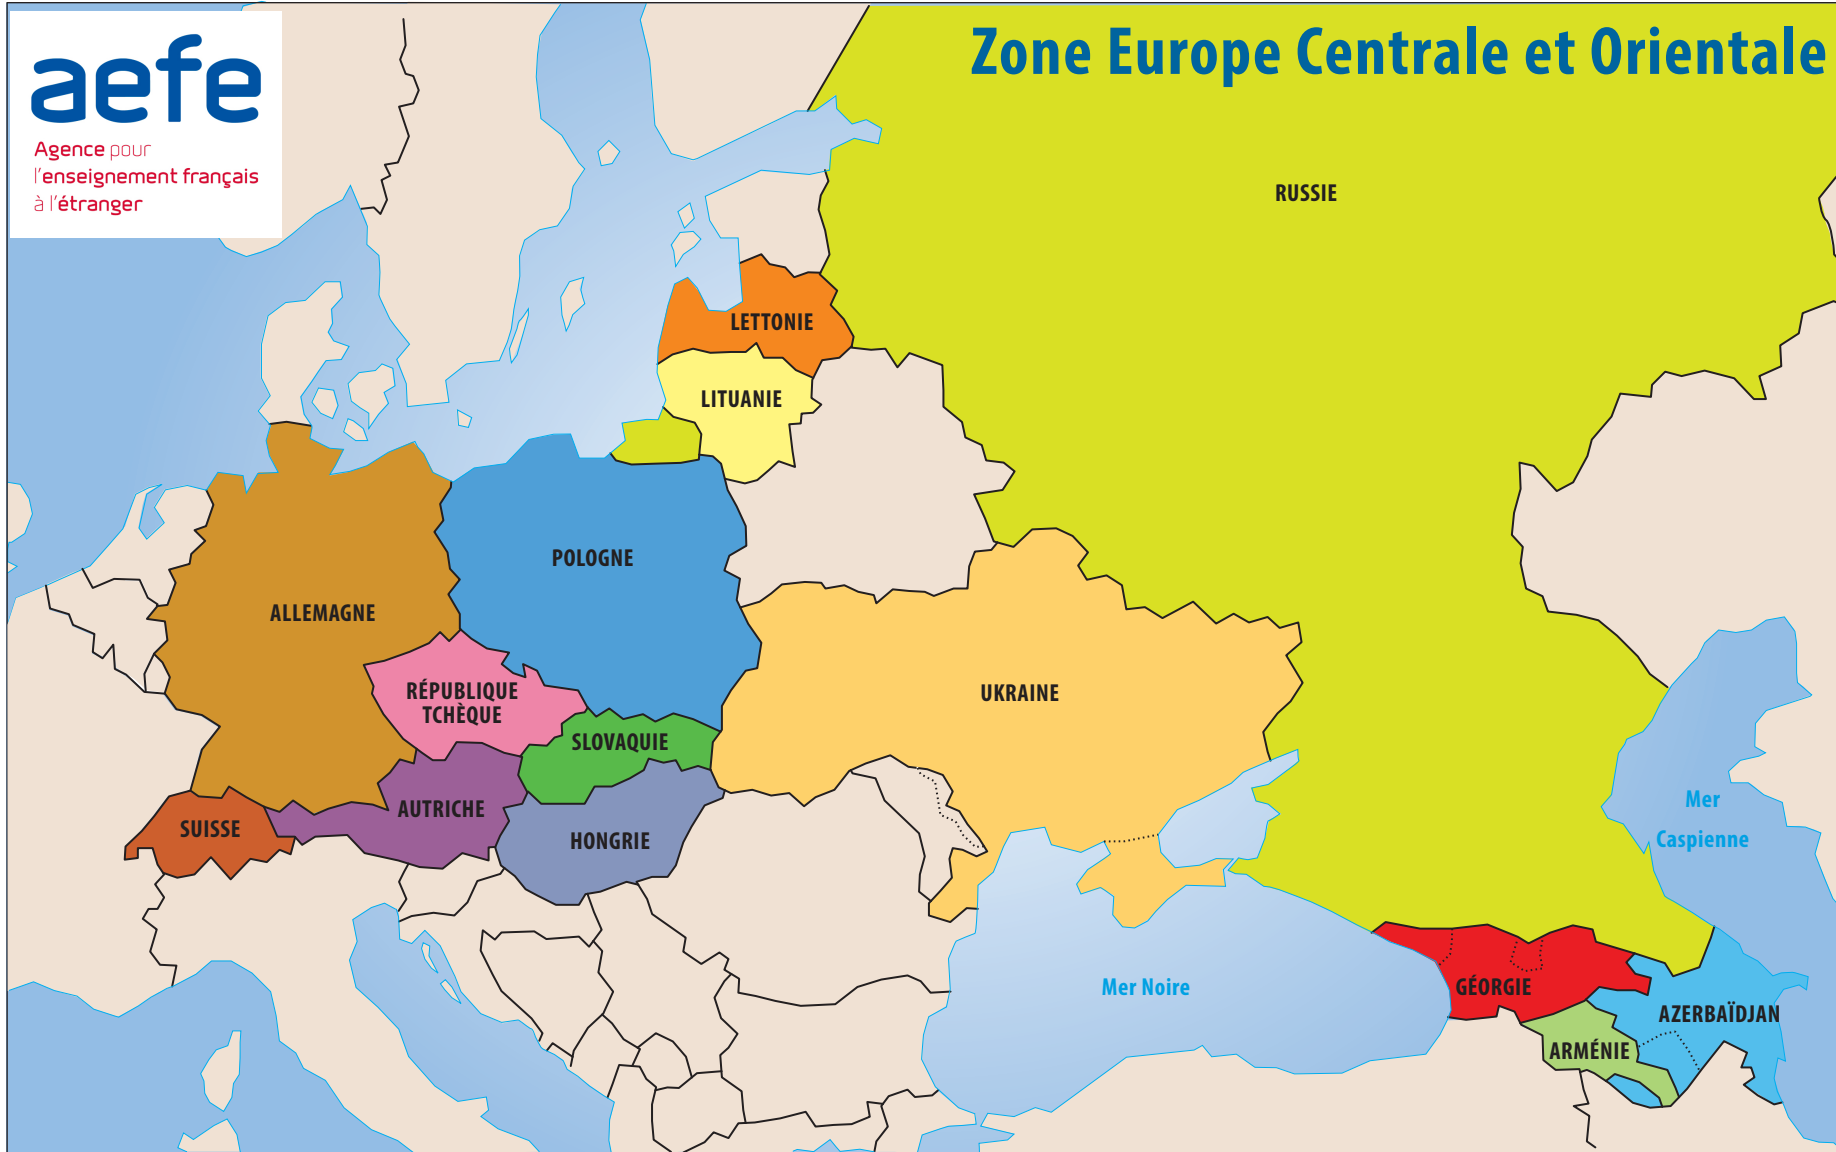 aefe
Agence pour
l'enseignement français
à l'étranger
Zone Europe Centrale et Orientale
RUSSIE
LETTONIE
LITUANIE
POLOGNE
ALLEMAGNE
RÉPUBLIQUE
TCHÈQUE
UKRAINE
SLOVAQUIE
AUTRICHE
SUISSE
HONGRIE
Mer
Caspienne
Mer Noire
GÉORGIE
AZERBAÏDJAN
ARMÉNIE